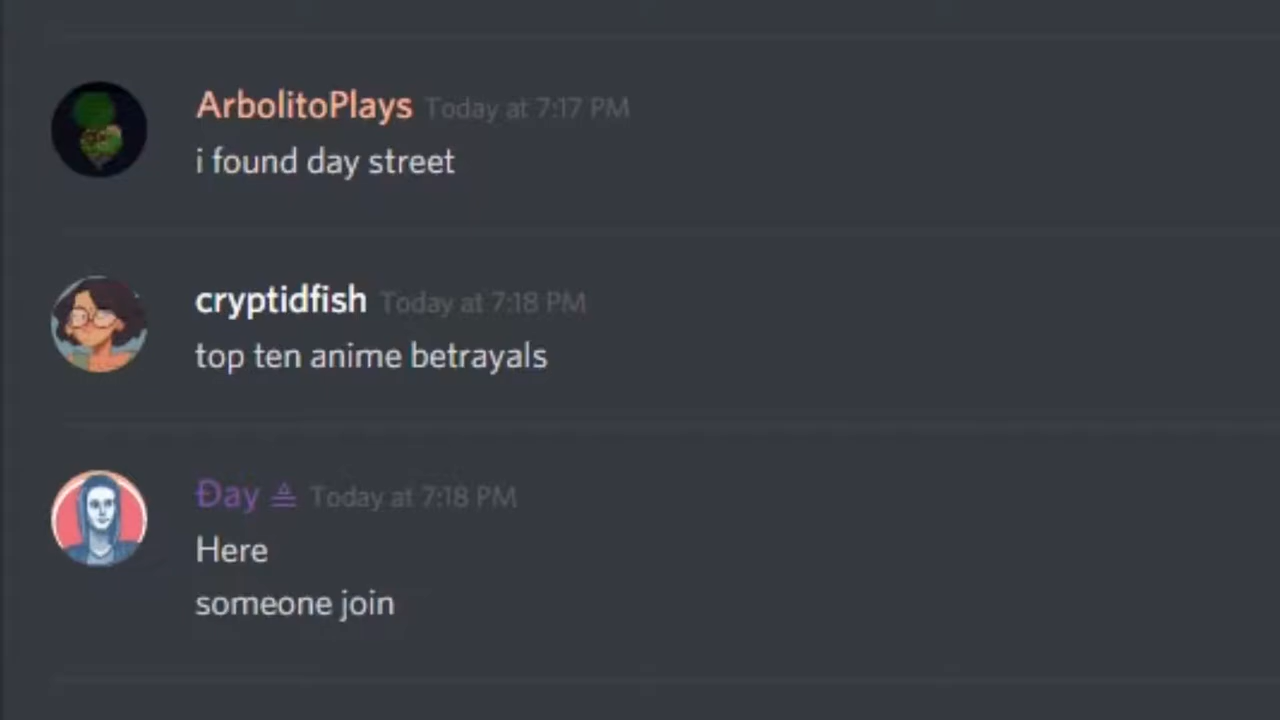 ArbolitoPlays Today at 7:17 PM
i found day street
cryptidfish Today at 7:18 PM
top ten anime betrayals
Đay ≜ Today at 7:18 PM
Here
someone join